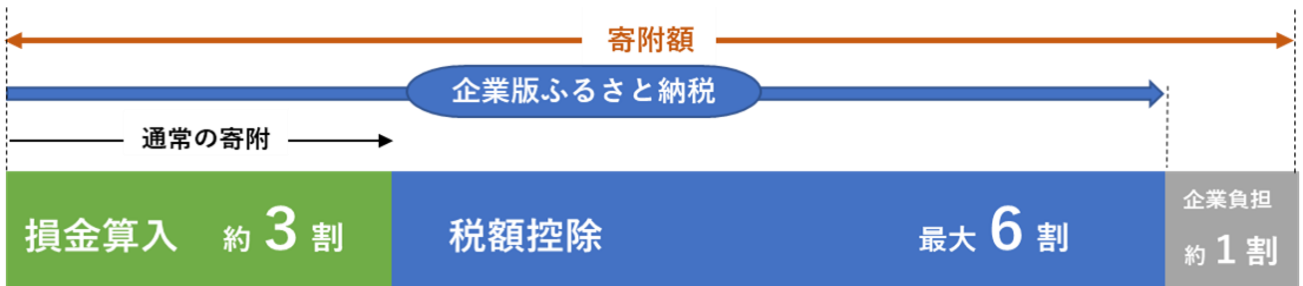 寄附額
企業版ふるさと納税
通常の寄附
損金算入 約3割
税額控除 最大6割
企業負担
約1割